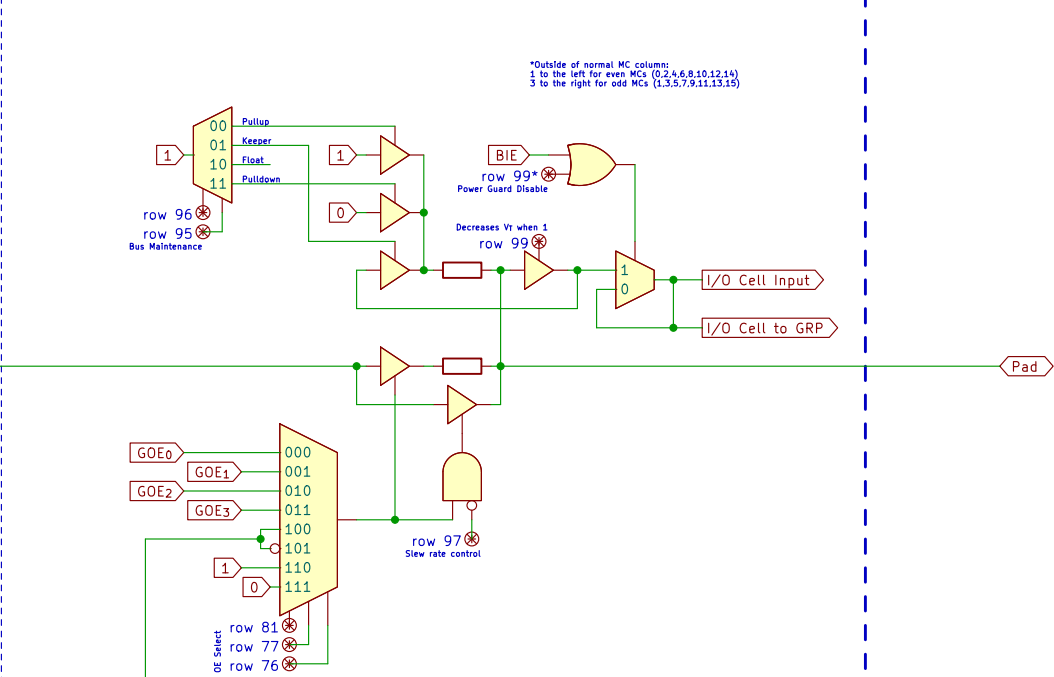 *Outside of normal MC column:
1 to the left for even MCs (0,2,4,6,8,10,12,14)
3 to the right for odd MCs (1,3,5,7,9,11,13,15)
00
Pullup
01
Keeper
10
Float
11
Pulldown
1
row 96
row 95
Bus Maintenance
1
0
BIE
row 99*
Power Guard Disable
Decreases VT when 1
row 99
1
0
I/O Cell Input
I/O Cell to GRP
Pad
GOE0
000
GOE1
001
GOE2
010
GOE3
011
100
101
1
110
0
111
row 97
Slew rate control
OE Select
row 81
row 77
row 76